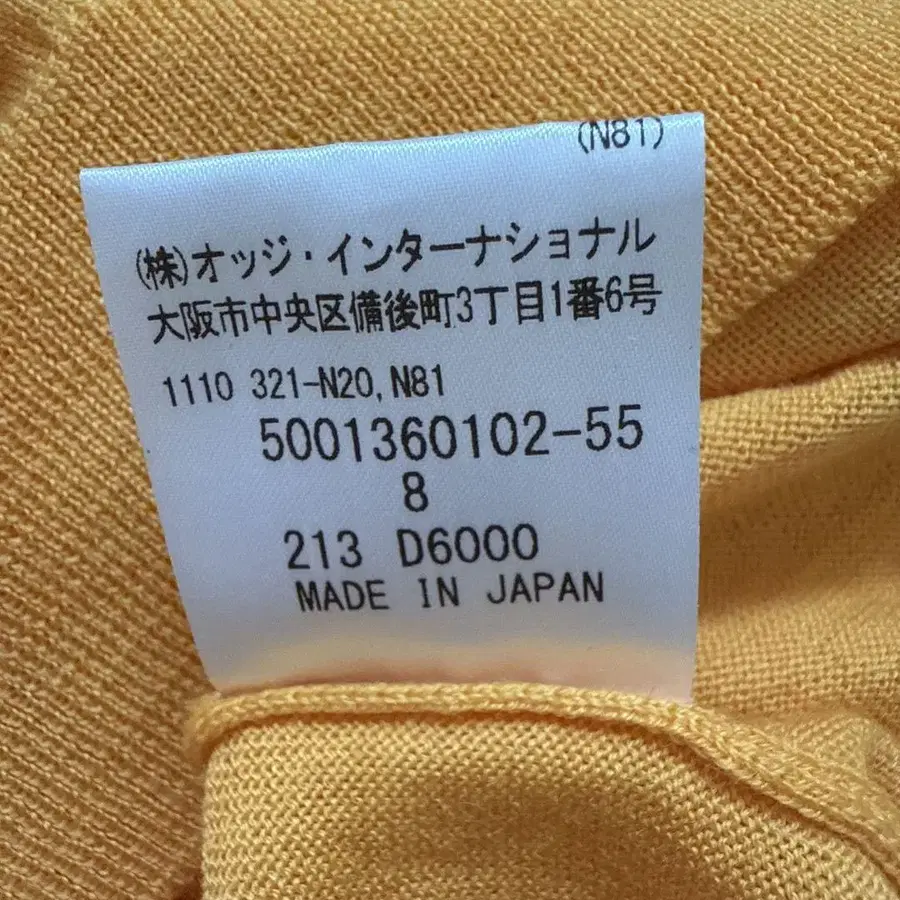 (N81)
(株)オッジ・インターナショナル
大阪市中央区備後町3丁目1番6号
1110 321-N20,N81
5001360102-55
8
213 D6000
MADE IN JAPAN